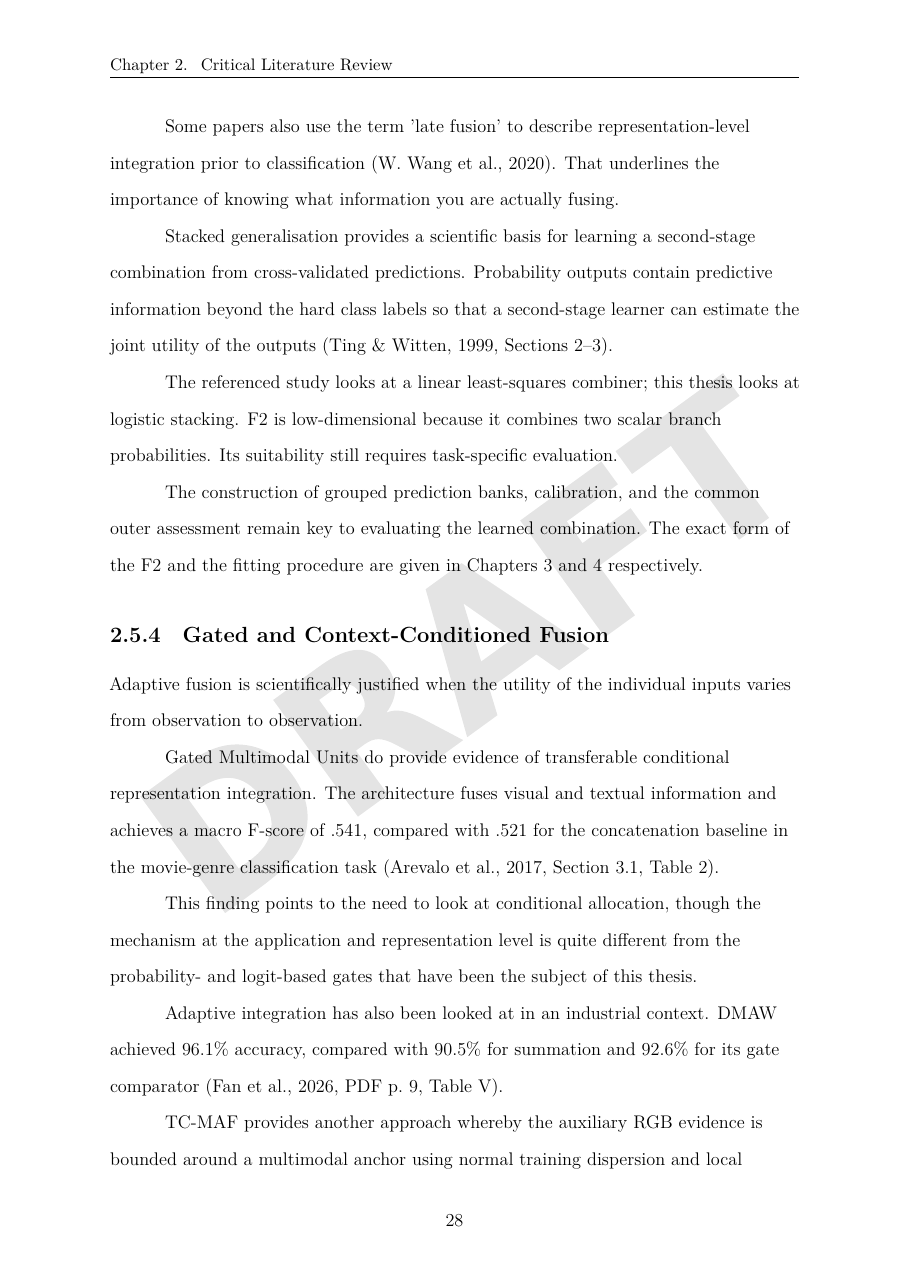 Chapter 2. Critical Literature Review
Some papers also use the term ’late fusion’ to describe representation-level
integration prior to classification (W. Wang et al., 2020). That underlines the
importance of knowing what information you are actually fusing.
Stacked generalisation provides a scientific basis for learning a second-stage
combination from cross-validated predictions. Probability outputs contain predictive
information beyond the hard class labels so that a second-stage learner can estimate the
joint utility of the outputs (Ting & Witten, 1999, Sections 2–3).
The referenced study looks at a linear least-squares combiner; this thesis looks at
logistic stacking. F2 is low-dimensional because it combines two scalar branch
probabilities. Its suitability still requires task-specific evaluation.
The construction of grouped prediction banks, calibration, and the common
outer assessment remain key to evaluating the learned combination. The exact form of
the F2 and the fitting procedure are given in Chapters 3 and 4 respectively.
2.5.4 Gated and Context-Conditioned Fusion
Adaptive fusion is scientifically justified when the utility of the individual inputs varies
from observation to observation.
Gated Multimodal Units do provide evidence of transferable conditional
representation integration. The architecture fuses visual and textual information and
achieves a macro F-score of .541, compared with .521 for the concatenation baseline in
the movie-genre classification task (Arevalo et al., 2017, Section 3.1, Table 2).
This finding points to the need to look at conditional allocation, though the
mechanism at the application and representation level is quite different from the
probability- and logit-based gates that have been the subject of this thesis.
Adaptive integration has also been looked at in an industrial context. DMAW
achieved 96.1% accuracy, compared with 90.5% for summation and 92.6% for its gate
comparator (Fan et al., 2026, PDF p. 9, Table V).
TC-MAF provides another approach whereby the auxiliary RGB evidence is
bounded around a multimodal anchor using normal training dispersion and local
28
DRAFT